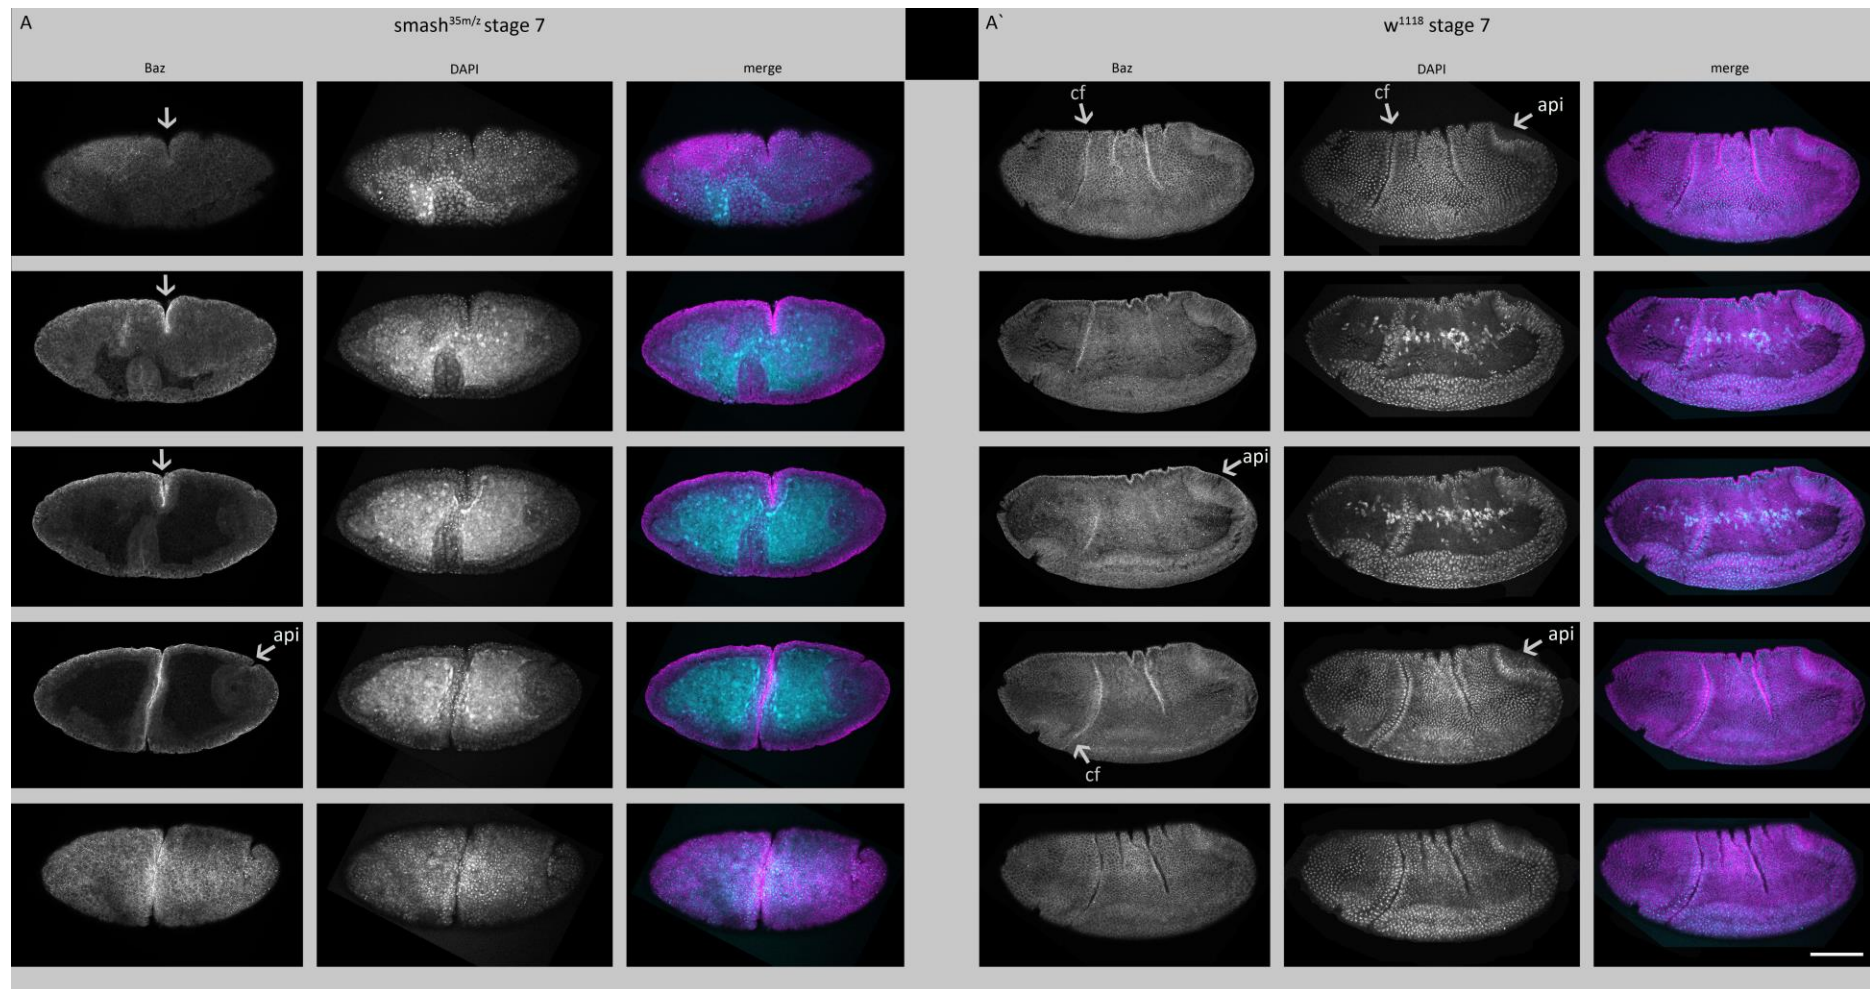 A
smash³⁵ᵐ/ᶻ stage 7
Baz DAPI merge
api
A`
w¹¹¹⁸ stage 7
Baz DAPI merge
cf cf api
api
api
cf